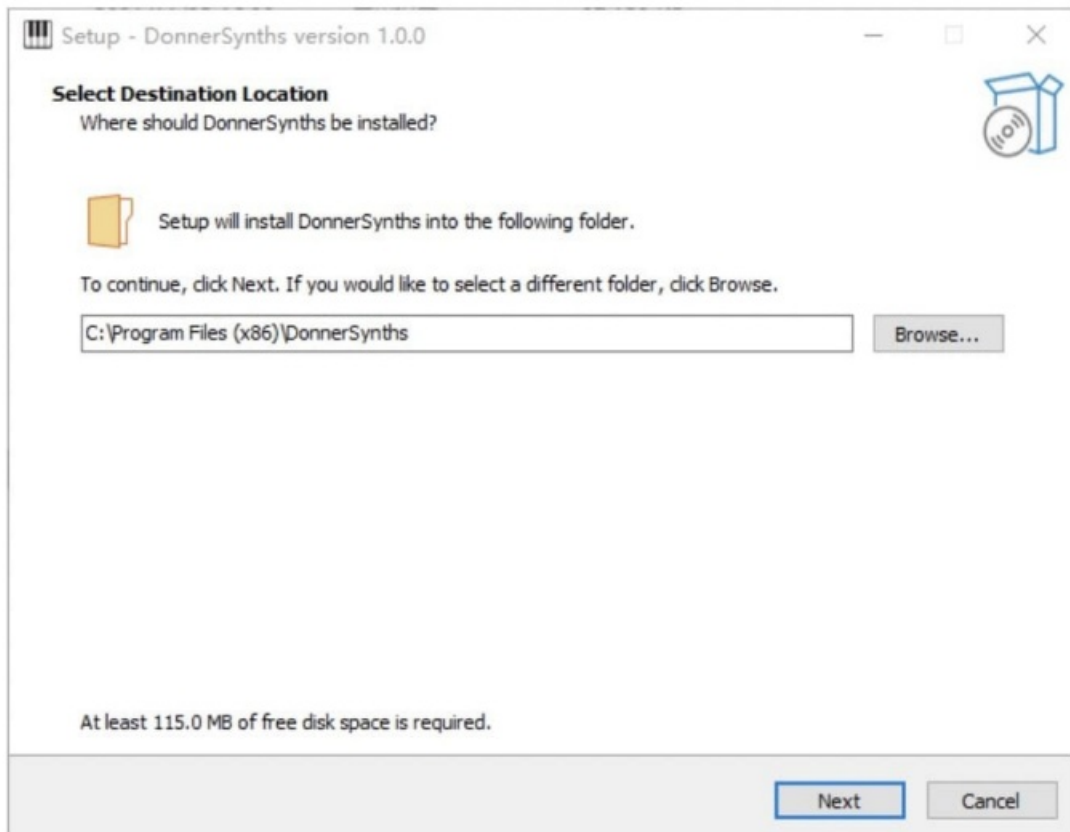 Setup - DonnerSynths version 1.0.0
Select Destination Location
Where should DonnerSynths be installed?
Setup will install DonnerSynths into the following folder.
To continue, click Next. If you would like to select a different folder, click Browse.
C:\Program Files (x86)\DonnerSynths
Browse...
At least 115.0 MB of free disk space is required.
Next
Cancel